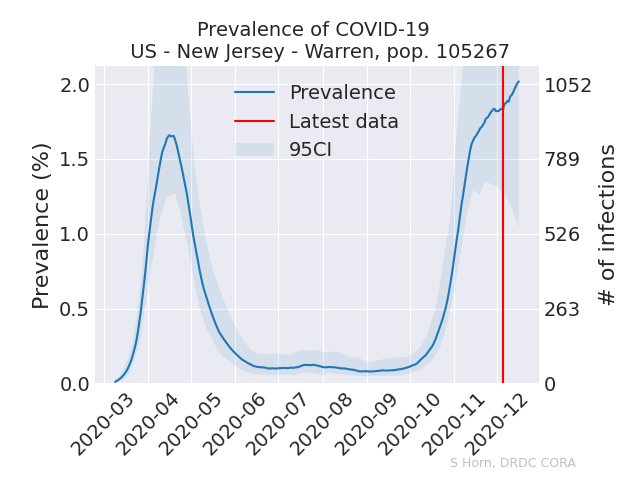 Prevalence of COVID-19
US - New Jersey - Warren, pop. 105267
Prevalence (%)
2.0
1.5
1.0
0.5
0.0
Prevalence
Latest data
95CI
1052
789
526
263
0
# of infections
2020-03
2020-04
2020-05
2020-06
2020-07
2020-08
2020-09
2020-10
2020-11
2020-12
S Horn, DRDC CORA